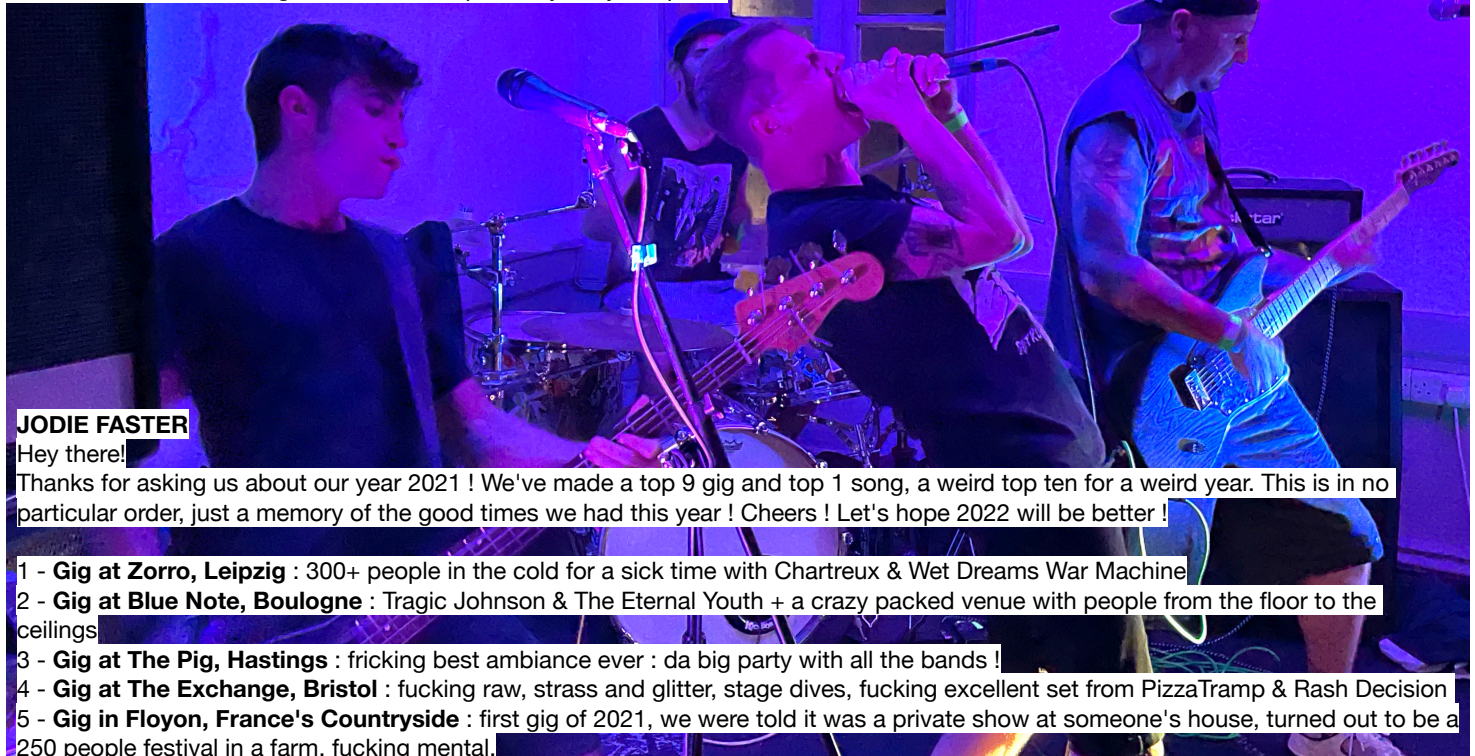 JODIE FASTER
Hey there!
Thanks for asking us about our year 2021 ! We've made a top 9 gig and top 1 song, a weird top ten for a weird year. This is in no
particular order, just a memory of the good times we had this year ! Cheers ! Let's hope 2022 will be better !
1 - Gig at Zorro, Leipzig : 300+ people in the cold for a sick time with Chartreux & Wet Dreams War Machine
2 - Gig at Blue Note, Boulogne : Tragic Johnson & The Eternal Youth + a crazy packed venue with people from the floor to the
ceilings
3 - Gig at The Pig, Hastings : fricking best ambiance ever : da big party with all the bands !
4 - Gig at The Exchange, Bristol : fucking raw, strass and glitter, stage dives, fucking excellent set from PizzaTramp & Rash Decision
5 - Gig in Floyon, France's Countryside : first gig of 2021, we were told it was a private show at someone's house, turned out to be a
250 people festival in a farm, fucking mental.